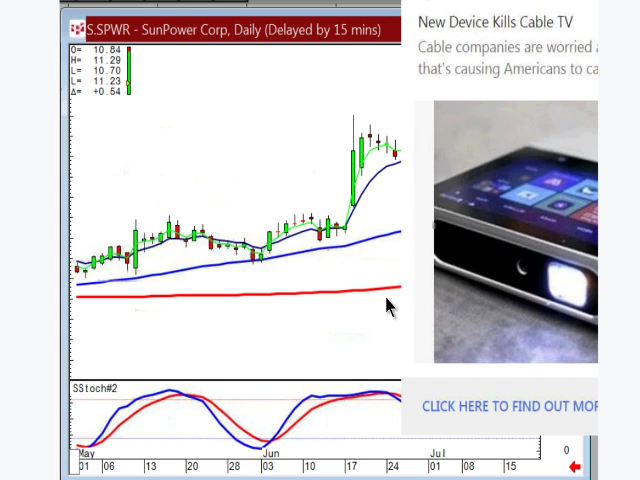 S.SPWR - SunPower Corp, Daily (Delayed by 15 mins)
O= 10.84
H= 11.29
L= 10.70
L= 11.23
Δ= +0.54
New Device Kills Cable TV
Cable companies are worried
that's causing Americans to
CLICK HERE TO FIND OUT
SStoch#2
May Jun Jul
01 06 13 20 28 03 10 17 24 01 08 15
0